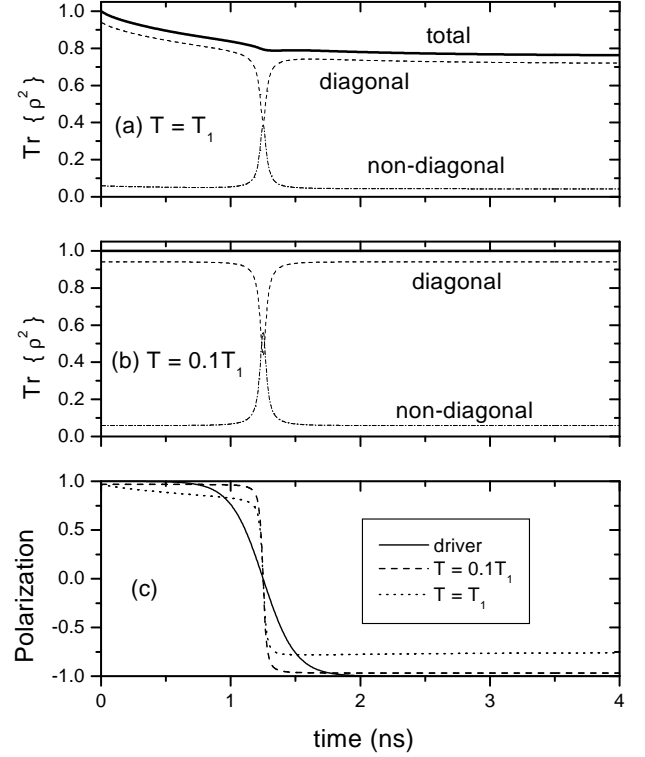 1.0
total
0.8
diagonal
0.6
Tr { ρ² }
0.4
(a) T = T₁
non-diagonal
0.2
0.0
1.0
diagonal
0.8
0.6
Tr { ρ² }
0.4
(b) T = 0.1T₁
non-diagonal
0.2
0.0
1.0
0.5
driver
T = 0.1T₁
T = T₁
Polarization
0.0
(c)
-0.5
-1.0
0 1 2 3 4
time (ns)